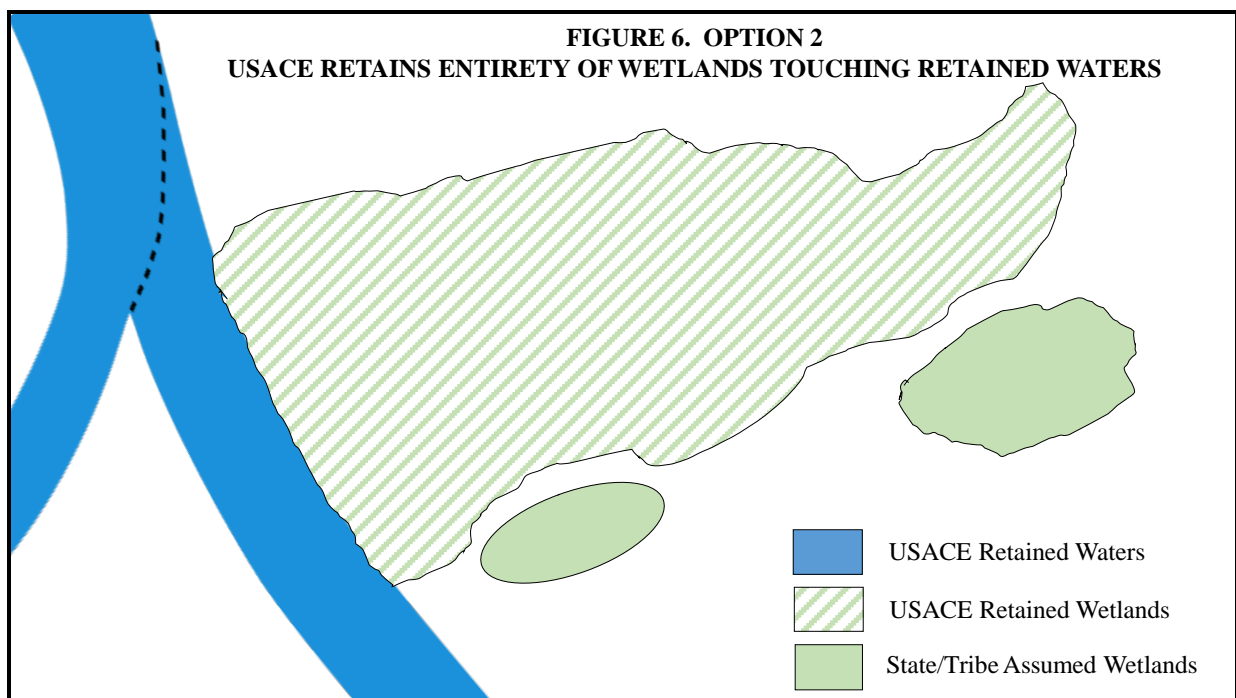 FIGURE 6. OPTION 2
USACE RETAINS ENTIRETY OF WETLANDS TOUCHING RETAINED WATERS
USACE Retained Waters
USACE Retained Wetlands
State/Tribe Assumed Wetlands